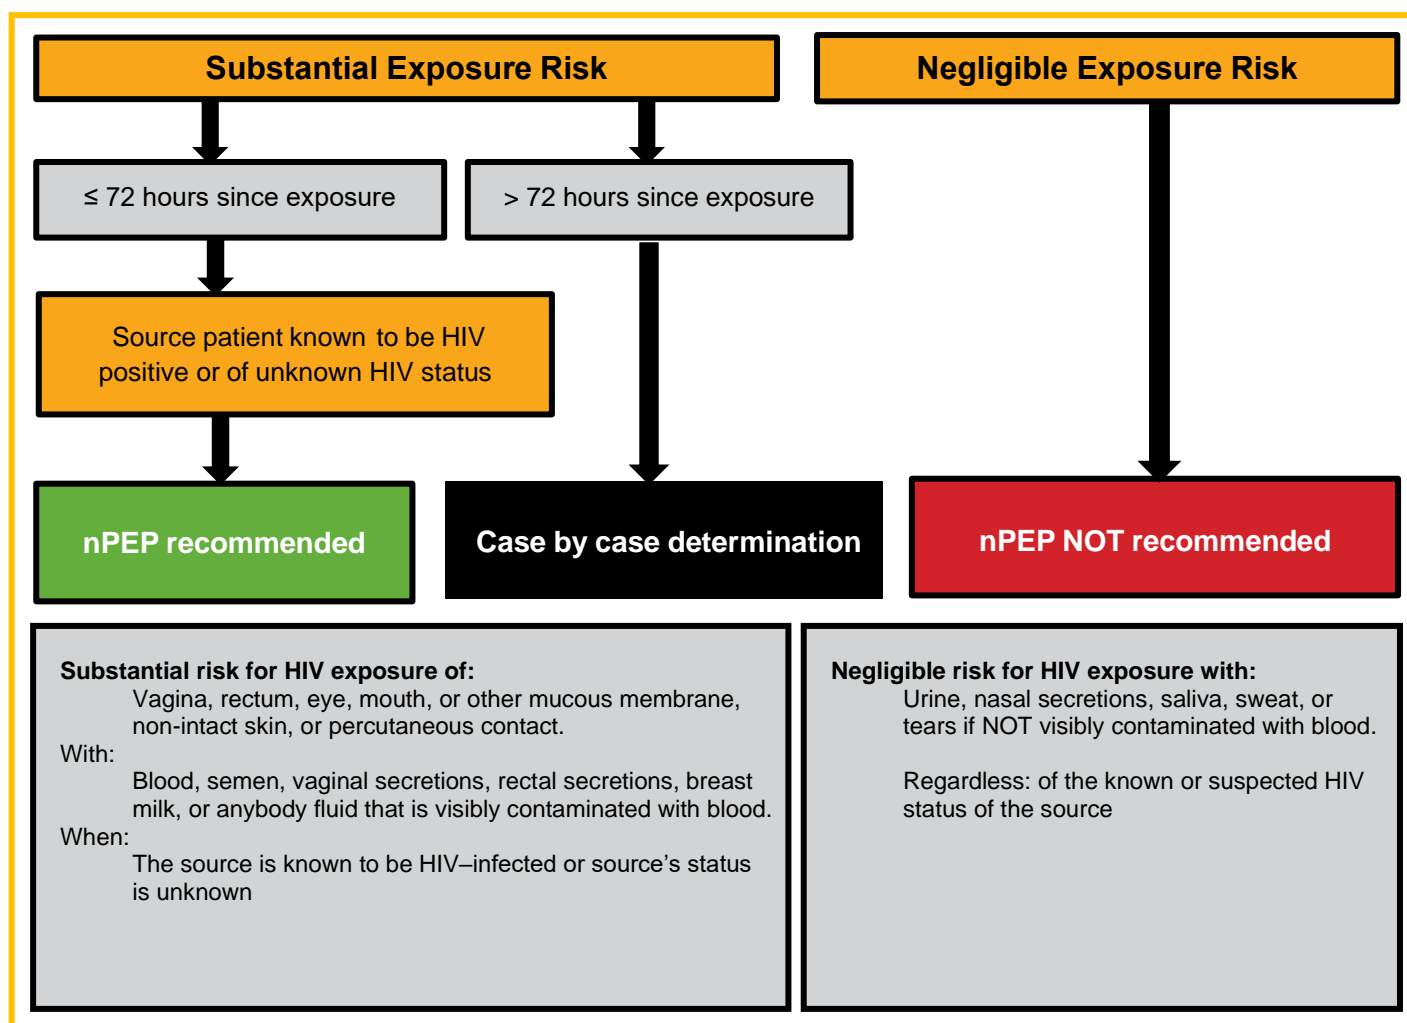 Substantial Exposure Risk
Negligible Exposure Risk
≤ 72 hours since exposure
> 72 hours since exposure
Source patient known to be HIV
positive or of unknown HIV status
nPEP recommended
Case by case determination
nPEP NOT recommended
Substantial risk for HIV exposure of:
Vagina, rectum, eye, mouth, or other mucous membrane,
non-intact skin, or percutaneous contact.
With:
Blood, semen, vaginal secretions, rectal secretions, breast
milk, or anybody fluid that is visibly contaminated with blood.
When:
The source is known to be HIV–infected or source’s status
is unknown
Negligible risk for HIV exposure with:
Urine, nasal secretions, saliva, sweat, or
tears if NOT visibly contaminated with blood.
Regardless: of the known or suspected HIV
status of the source